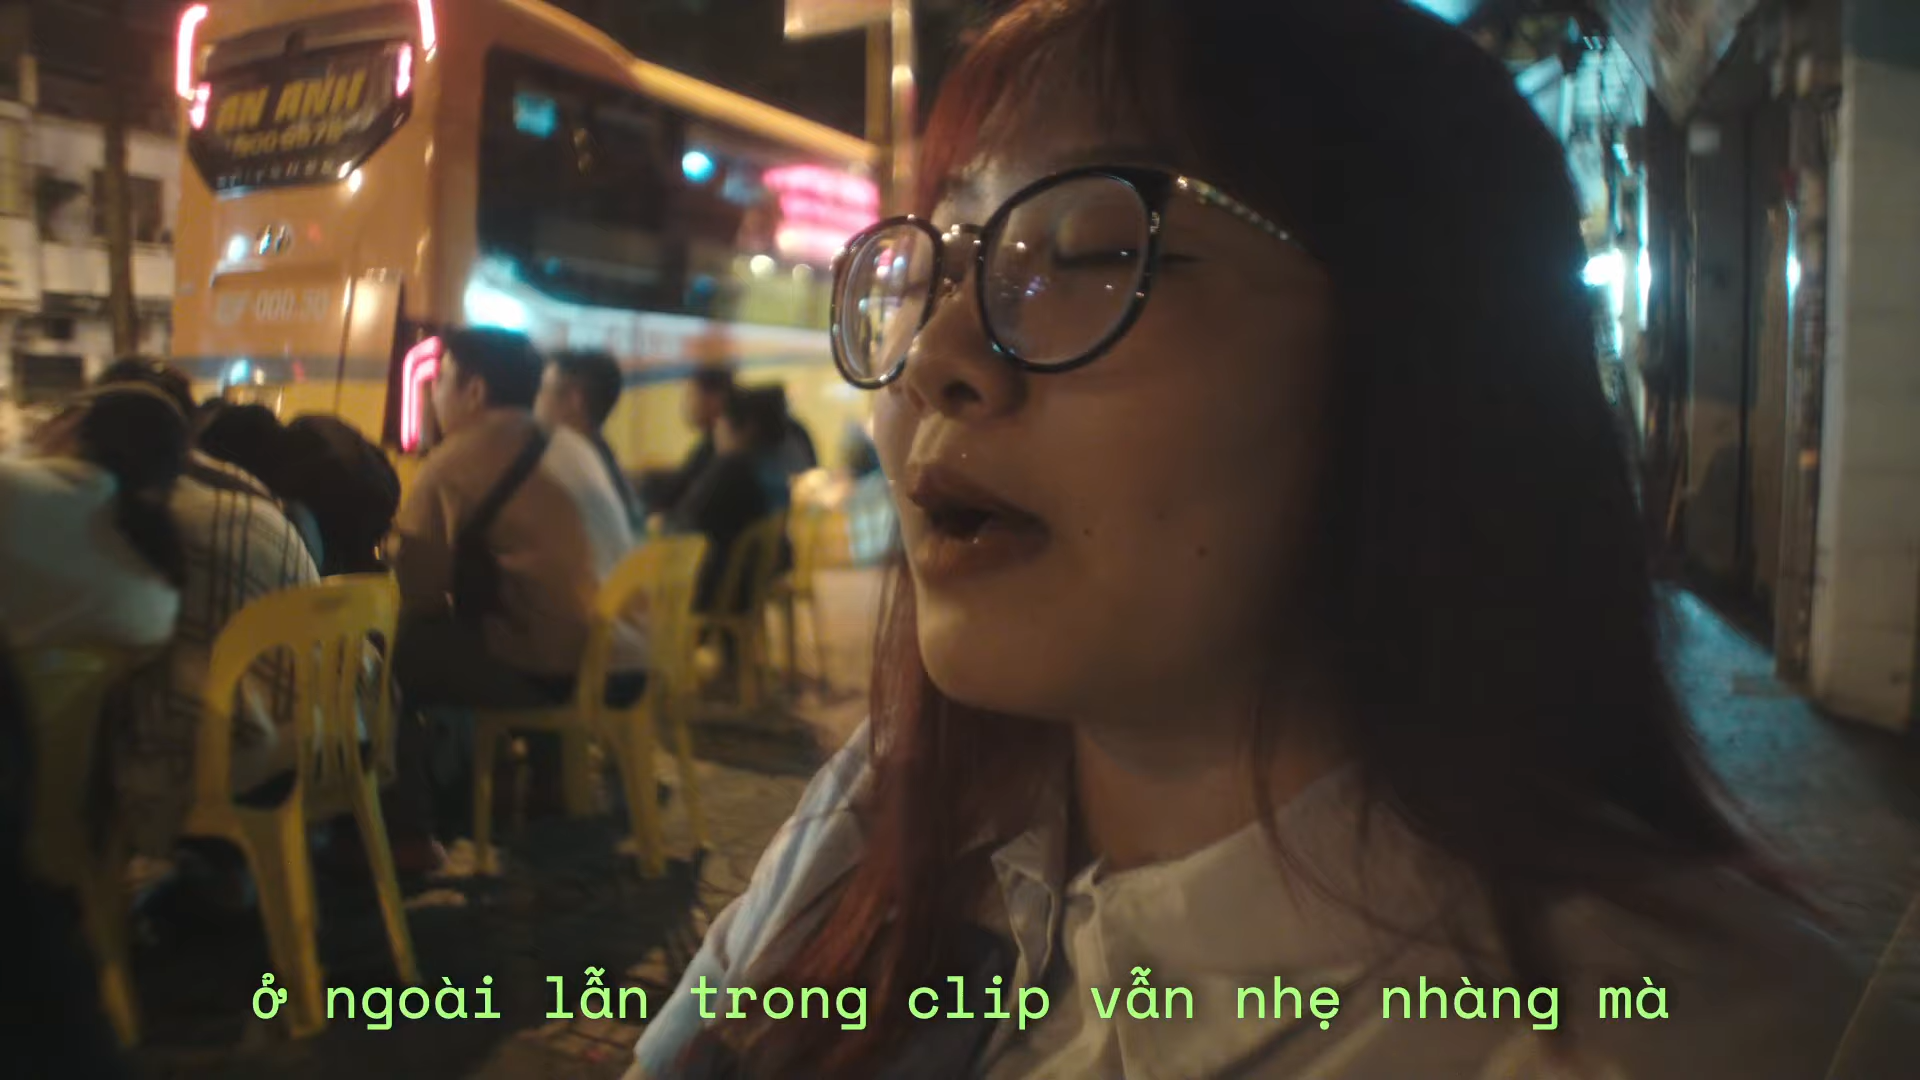 AN ANH
ở ngoài lẫn trong clip vẫn nhẹ nhàng mà